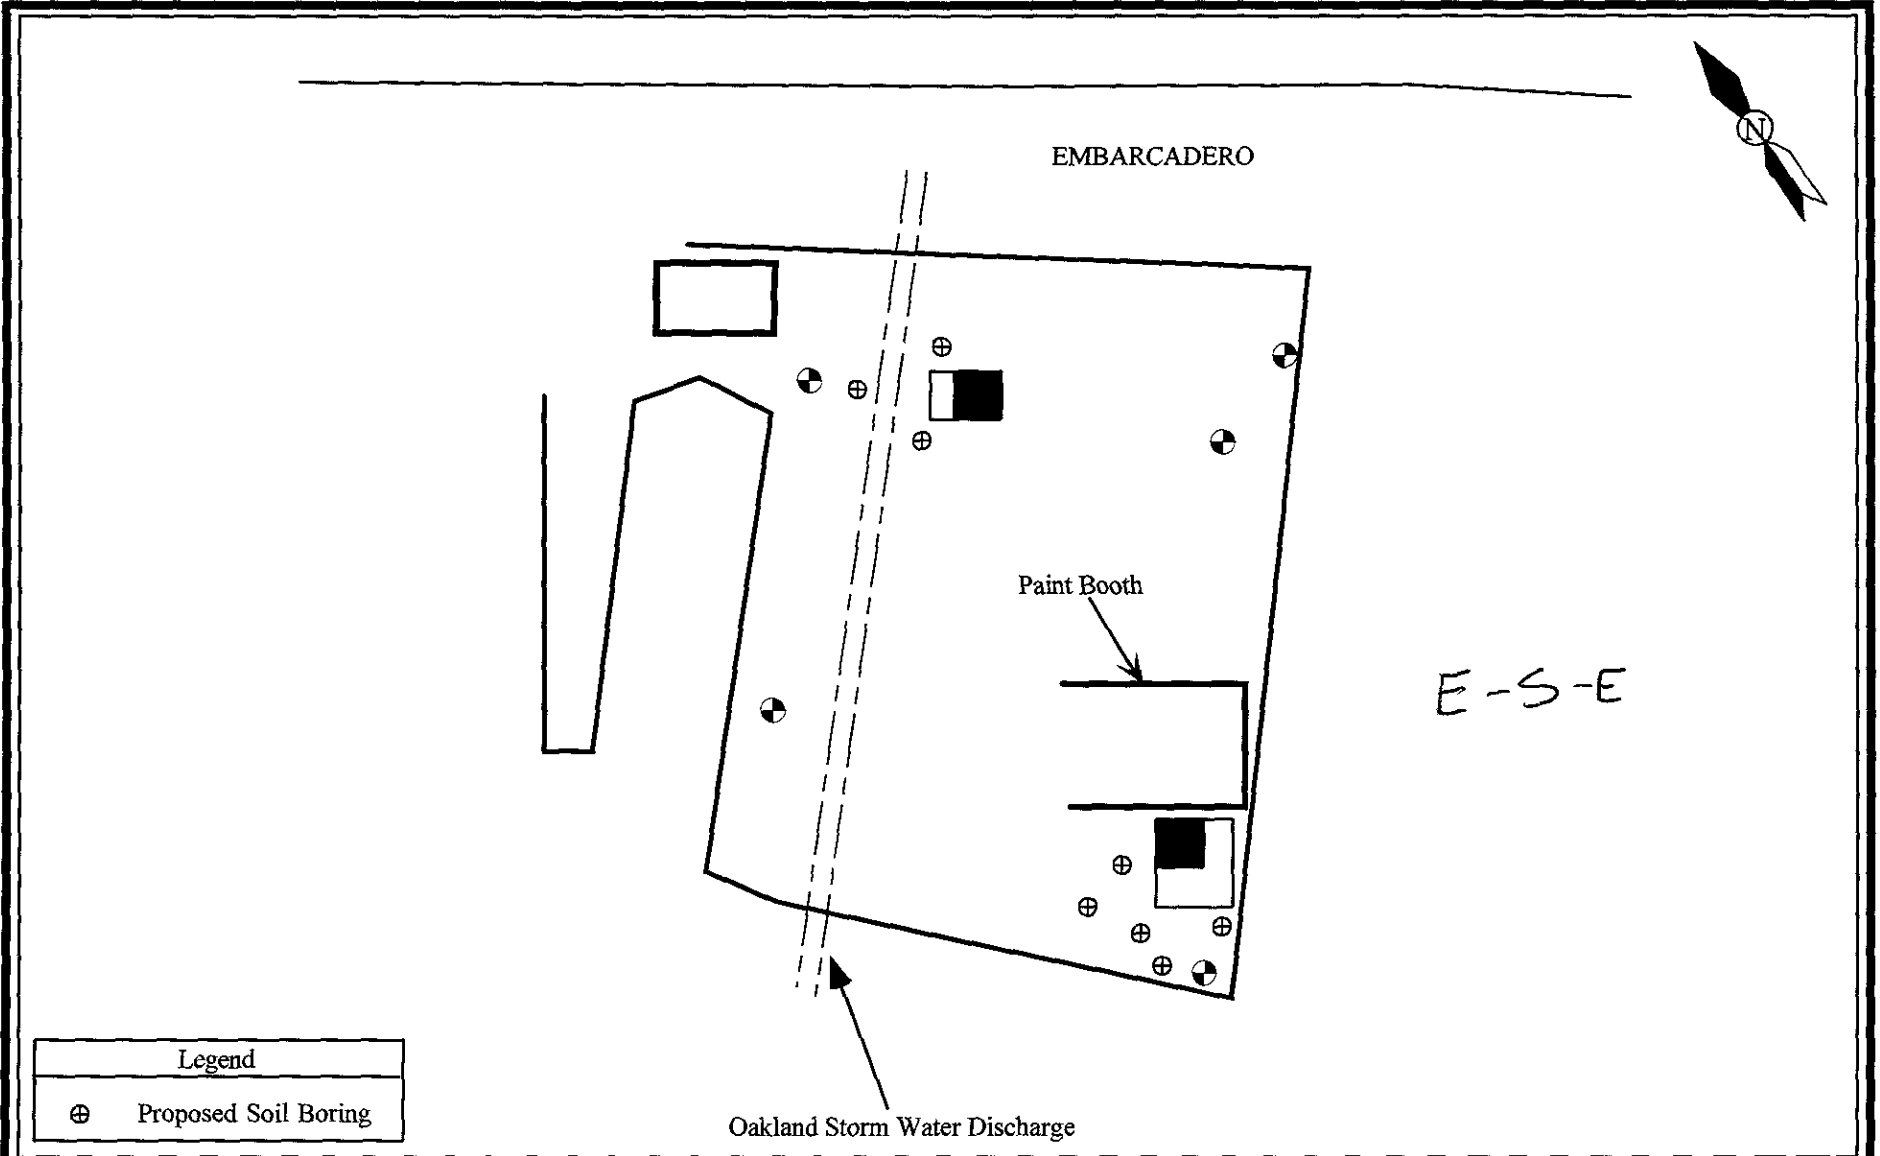 N
EMBARCADERO
Paint Booth
E-S-E
Legend
⊕ Proposed Soil Boring
Oakland Storm Water Discharge